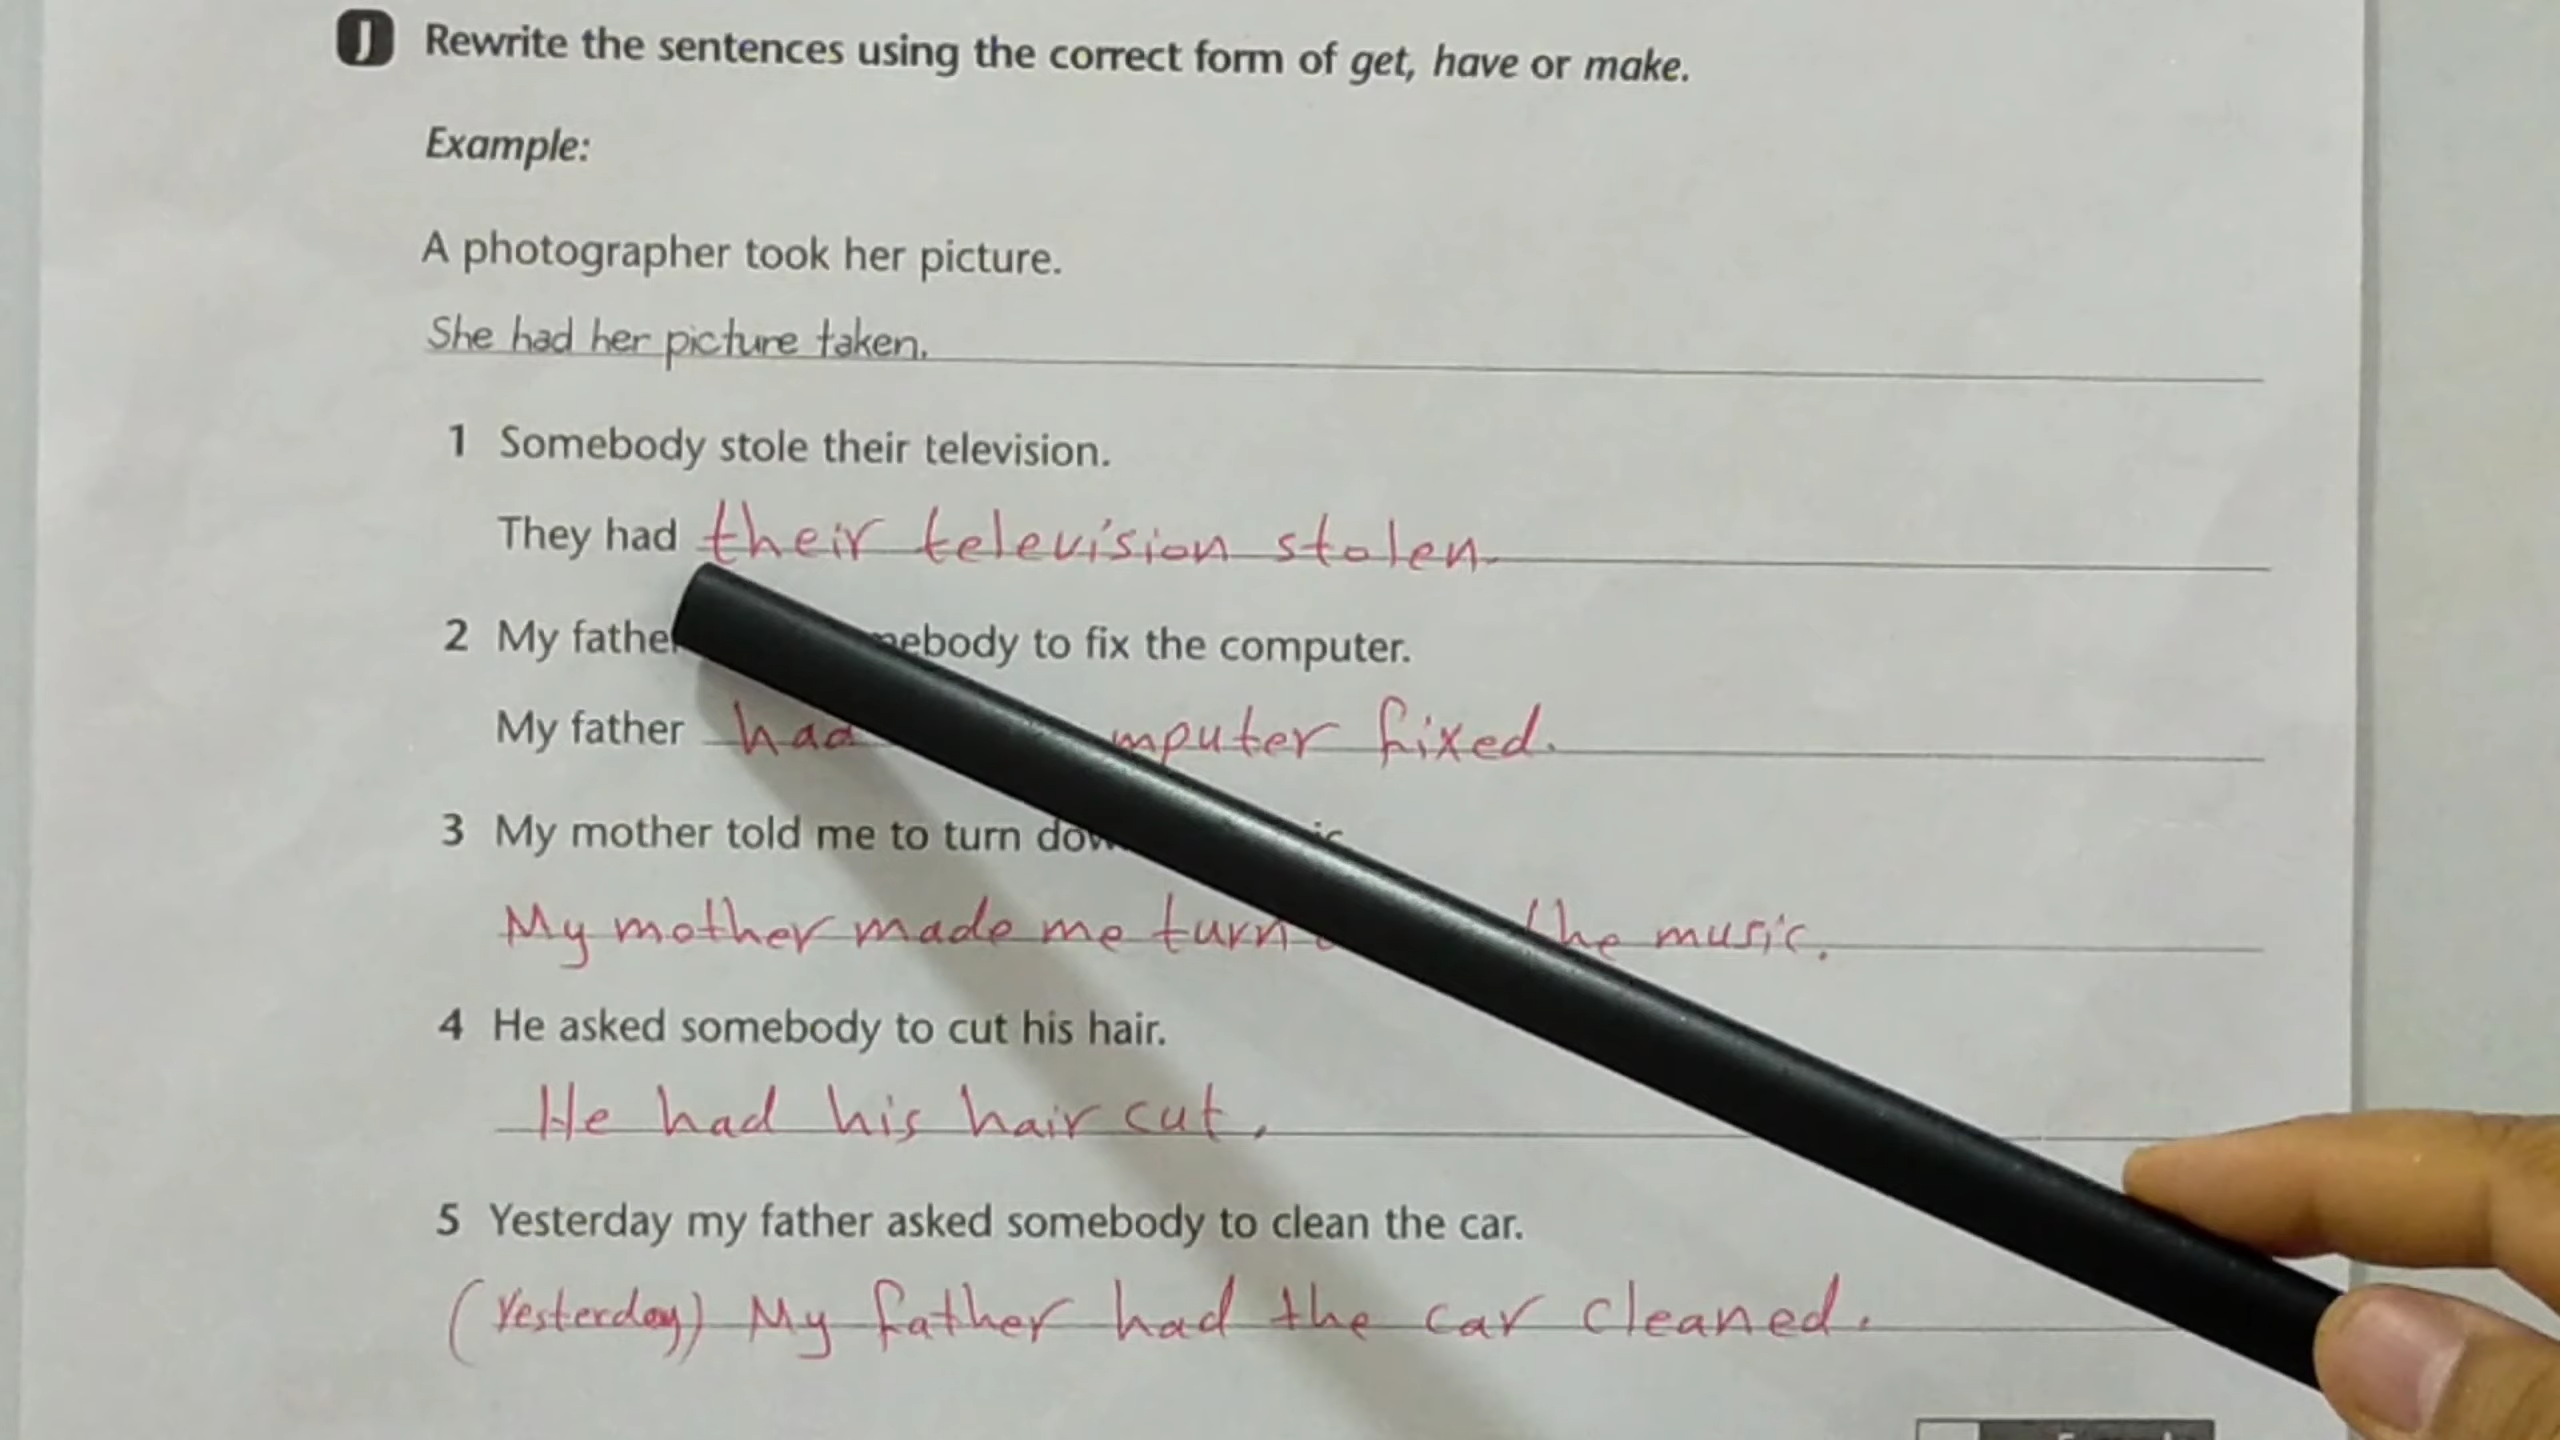 J Rewrite the sentences using the correct form of get, have or make.
Example:
A photographer took her picture.
She had her picture taken.
1 Somebody stole their television.
They had their television stolen.
2 My father to fix the computer.
My father had fixed.
3 My mother told me to turn
My mother made me turn the music.
4 He asked somebody to cut his hair.
He had his hair cut.
5 Yesterday my father asked somebody to clean the car.
(Yesterday) My father had the car cleaned.